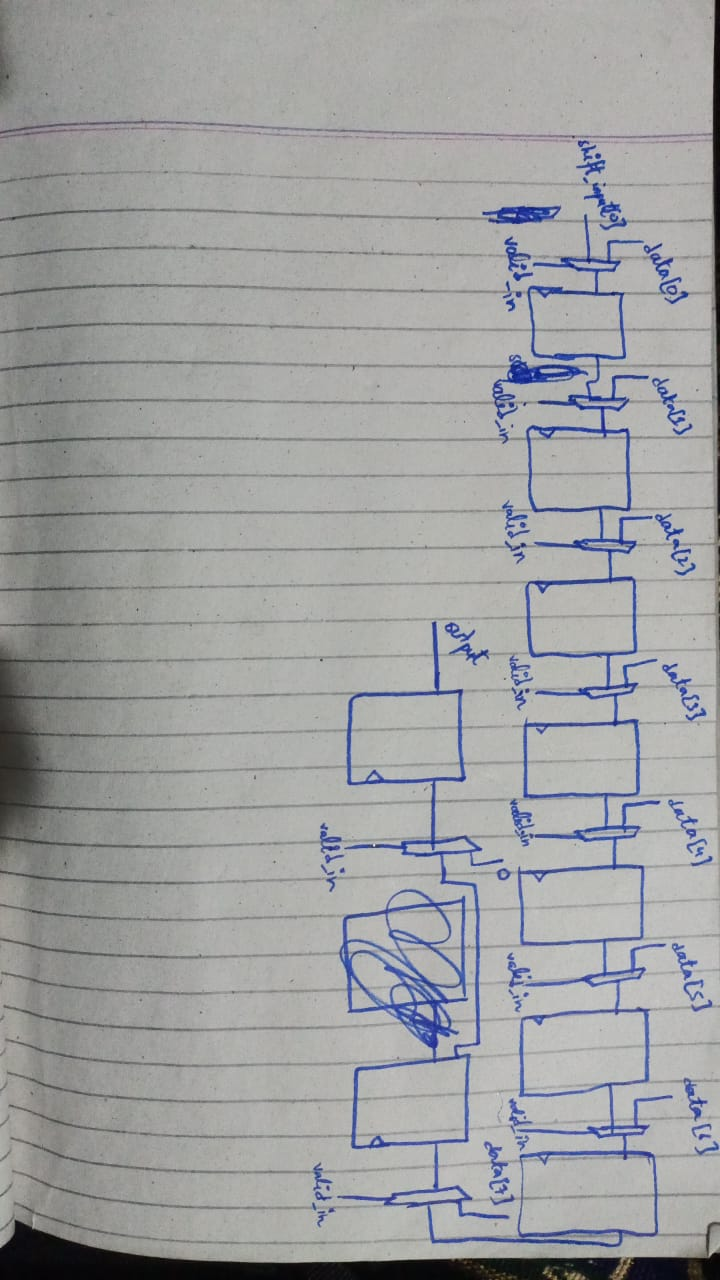 shift_input[0]
data[0]
valid_in
data[1]
valid_in
data[2]
valid_in
data[3]
valid_in
data[4]
valid_in
data[5]
valid_in
data[6]
valid_in
data[7]
valid_in
0
valid_in
output